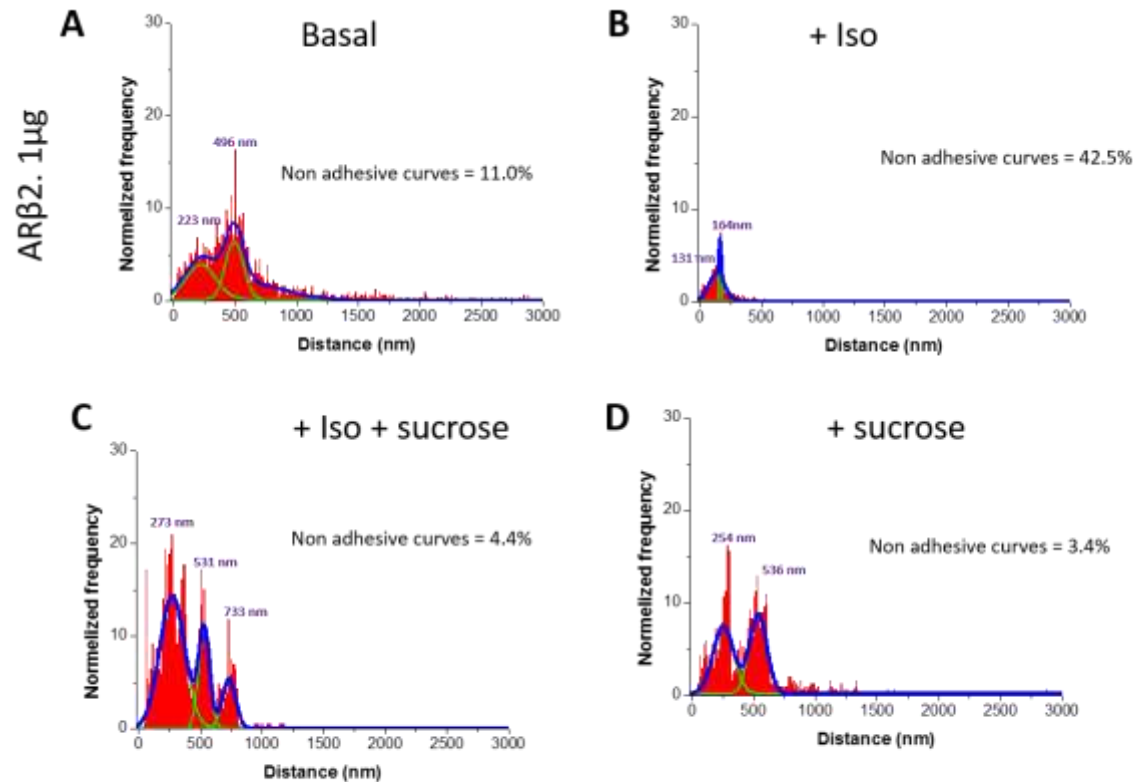 A
Basal
ARβ2. 1µg
Normelized frequency
30
20
10
0
223 nm
496 nm
Non adhesive curves = 11.0%
0 500 1000 1500 2000 2500 3000
Distance (nm)
B
+ Iso
Normelized frequency
30
20
10
0
131 nm
164nm
Non adhesive curves = 42.5%
0 500 1000 1500 2000 2500 3000
Distance (nm)
C
+ Iso + sucrose
Normelized frequency
30
20
10
0
273 nm
531 nm
733 nm
Non adhesive curves = 4.4%
0 500 1000 1500 2000 2500 3000
Distance (nm)
D
+ sucrose
Normelized frequency
30
20
10
0
254 nm
536 nm
Non adhesive curves = 3.4%
0 500 1000 1500 2000 2500 3000
Distance (nm)